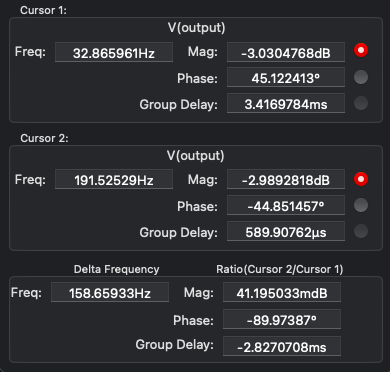 Cursor 1:
V(output)
Freq: 32.865961Hz Mag: -3.0304768dB
Phase: 45.122413°
Group Delay: 3.4169784ms
Cursor 2:
V(output)
Freq: 191.52529Hz Mag: -2.9892818dB
Phase: -44.851457°
Group Delay: 589.90762µs
Delta Frequency Ratio(Cursor 2/Cursor 1)
Freq: 158.65933Hz Mag: 41.195033mdB
Phase: -89.97387°
Group Delay: -2.8270708ms